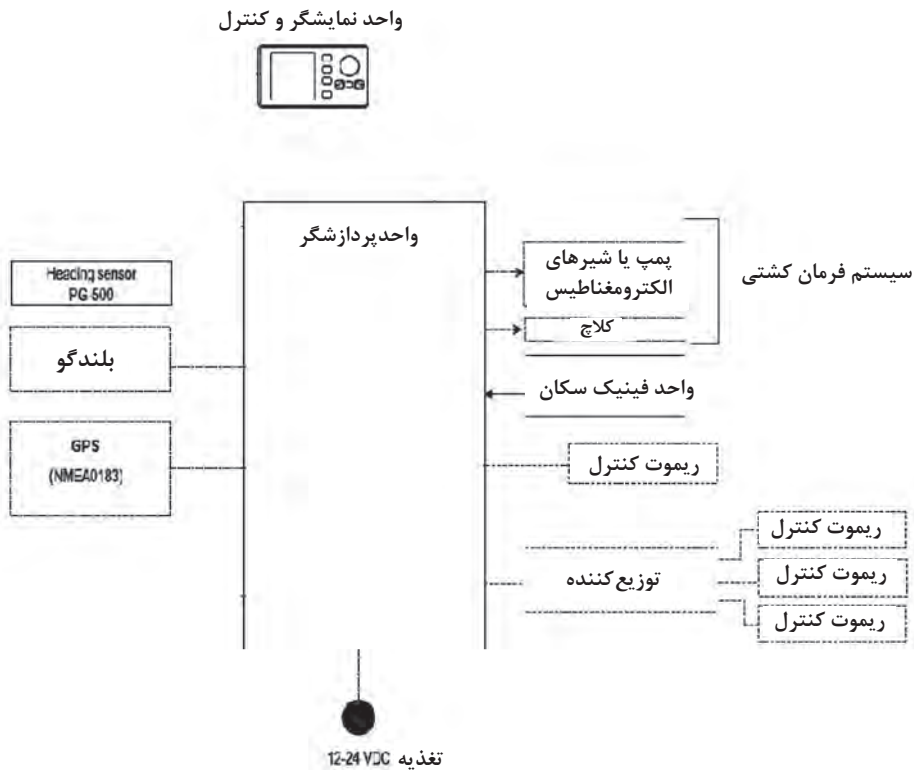 واحد نمایشگر و کنترل
واحدپردازشگر
Heading sensor
PG 500
بلندگو
GPS
(NMEA0183)
پمپ یا شیرهای
الکترومغناطیس
کلاچ
سیستم فرمان کشتی
واحد فینیک سکان
ریموت کنترل
توزیع‌کننده
ریموت کنترل
ریموت کنترل
ریموت کنترل
تغذیه 12-24 VDC